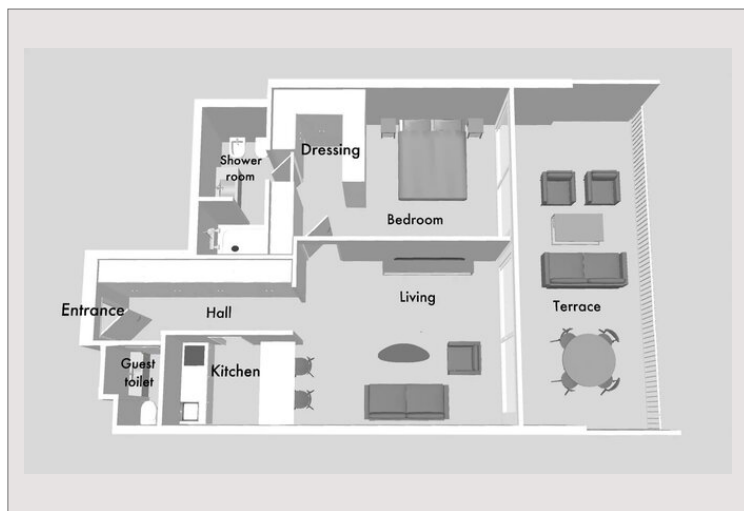 Dressing
Shower
room
Bedroom
Living
Entrance
Hall
Terrace
Guest
toilet
Kitchen